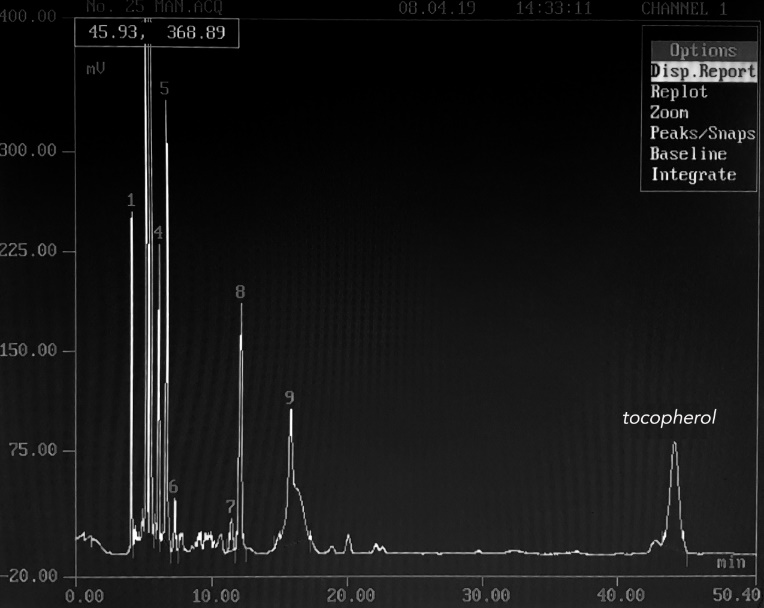 No. 25 MAN.ACQ 08.04.19 14:33:11 CHANNEL 1
400.00
45.93, 368.89
mV
Options
Disp.Report
Replot
Zoom
Peaks/Snaps
Baseline
Integrate
5
300.00
1
4
225.00
8
150.00
9
tocopherol
75.00
6
7
min
-20.00
0.00 10.00 20.00 30.00 40.00 50.40